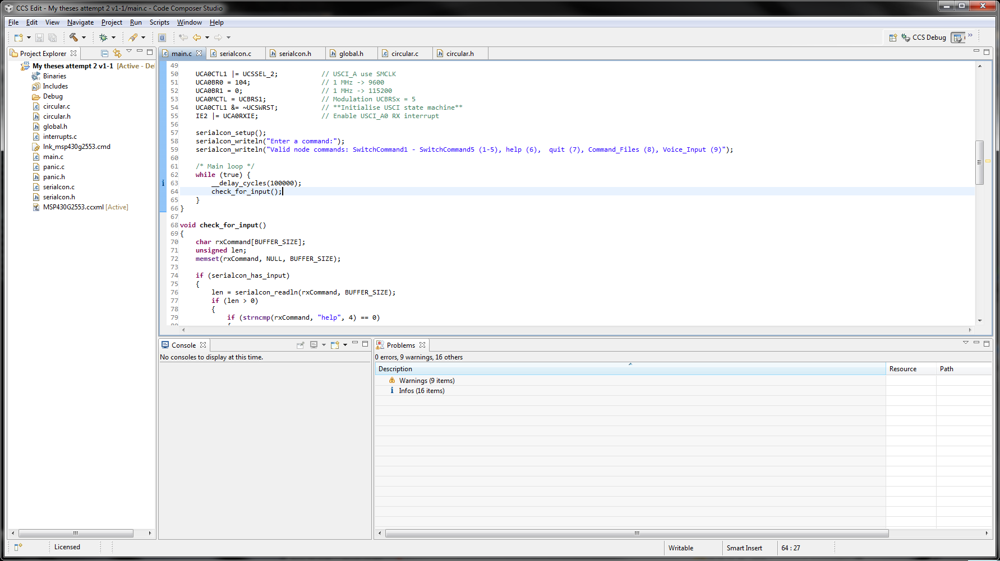 CCS Edit - My theses attempt 2 v1-1/main.c - Code Composer Studio
File Edit View Navigate Project Run Scripts Window Help
CCS Debug
Project Explorer
My theses attempt 2 v1-1 [Active - De
Binaries
Includes
Debug
circular.c
circular.h
global.h
interrupts.c
lnk_msp430g2553.cmd
main.c
panic.c
panic.h
serialcon.c
serialcon.h
MSP430G2553.ccxml [Active]
main.c serialcon.c serialcon.h global.h circular.c circular.h
49
50 UCA0CTL1 |= UCSSEL_2; // USCI_A use SMCLK
51 UCA0BR0 = 104; // 1 MHz -> 9600
52 UCA0BR1 = 0; // 1 MHz -> 115200
53 UCA0MCTL = UCBRS1; // Modulation UCBRSx = 5
54 UCA0CTL1 &= ~UCSWRST; // **Initialise USCI state machine**
55 IE2 |= UCA0RXIE; // Enable USCI_A0 RX interrupt
56
57 serialcon_setup();
58 serialcon_writeln("Enter a command:");
59 serialcon_writeln("Valid node commands: SwitchCommand1 - SwitchCommand5 (1-5), help (6),  quit (7), Command_Files (8), Voice_Input (9)");
60
61 /* Main loop */
62 while (true) {
63 __delay_cycles(100000);
64 check_for_input();
65 }
66 }
67
68 void check_for_input()
69 {
70 char rxCommand[BUFFER_SIZE];
71 unsigned len;
72 memset(rxCommand, NULL, BUFFER_SIZE);
73
74 if (serialcon_has_input)
75 {
76 len = serialcon_readln(rxCommand, BUFFER_SIZE);
77 if (len > 0)
78 {
79 if (strncmp(rxCommand, "help", 4) == 0)
80 {
Console
No consoles to display at this time.
Problems
0 errors, 9 warnings, 16 others
Description Resource Path
Warnings (9 items)
Infos (16 items)
Licensed
Writable Smart Insert 64 : 27